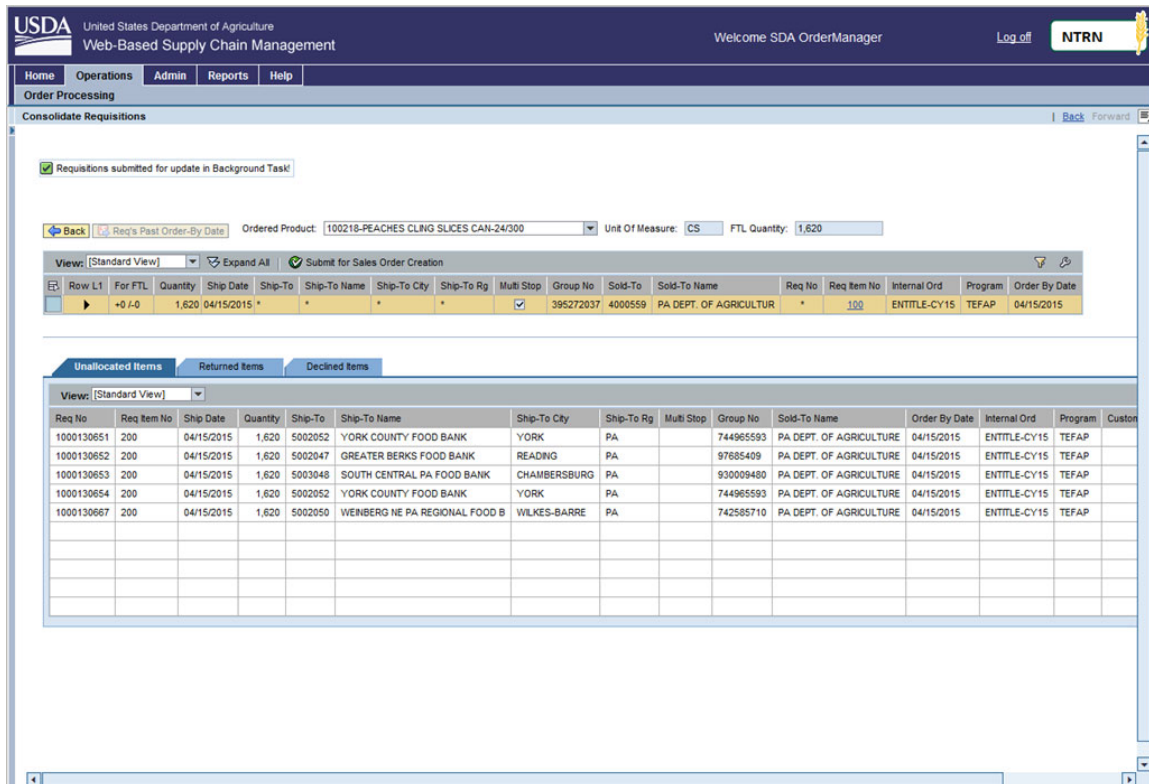 USDA United States Department of Agriculture
Web-Based Supply Chain Management
Welcome SDA OrderManager Log off NTRN
Home Operations Admin Reports Help
Order Processing
Consolidate Requisitions | Back Forward
Requisitions submitted for update in Background Task!
Back Req's Past Order-By Date Ordered Product: 100218-PEACHES CLING SLICES CAN-24/300 Unit Of Measure: CS FTL Quantity: 1,620
View: [Standard View] Expand All Submit for Sales Order Creation
Row L1 For FTL Quantity Ship Date Ship-To Ship-To Name Ship-To City Ship-To Rg Multi Stop Group No Sold-To Sold-To Name Req No Req Item No Internal Ord Program Order By Date
+0 /-0 1,620 04/15/2015 * * * * 395272037 4000559 PA DEPT. OF AGRICULTUR * 100 ENTITLE-CY15 TEFAP 04/15/2015
Unallocated Items Returned Items Declined Items
View: [Standard View]
Req No Req Item No Ship Date Quantity Ship-To Ship-To Name Ship-To City Ship-To Rg Multi Stop Group No Sold-To Name Order By Date Internal Ord Program Custom
1000130651 200 04/15/2015 1,620 5002052 YORK COUNTY FOOD BANK YORK PA 744965593 PA DEPT. OF AGRICULTURE 04/15/2015 ENTITLE-CY15 TEFAP
1000130652 200 04/15/2015 1,620 5002047 GREATER BERKS FOOD BANK READING PA 97685409 PA DEPT. OF AGRICULTURE 04/15/2015 ENTITLE-CY15 TEFAP
1000130653 200 04/15/2015 1,620 5003048 SOUTH CENTRAL PA FOOD BANK CHAMBERSBURG PA 930009480 PA DEPT. OF AGRICULTURE 04/15/2015 ENTITLE-CY15 TEFAP
1000130654 200 04/15/2015 1,620 5002052 YORK COUNTY FOOD BANK YORK PA 744965593 PA DEPT. OF AGRICULTURE 04/15/2015 ENTITLE-CY15 TEFAP
1000130667 200 04/15/2015 1,620 5002050 WEINBERG NE PA REGIONAL FOOD B WILKES-BARRE PA 742585710 PA DEPT. OF AGRICULTURE 04/15/2015 ENTITLE-CY15 TEFAP